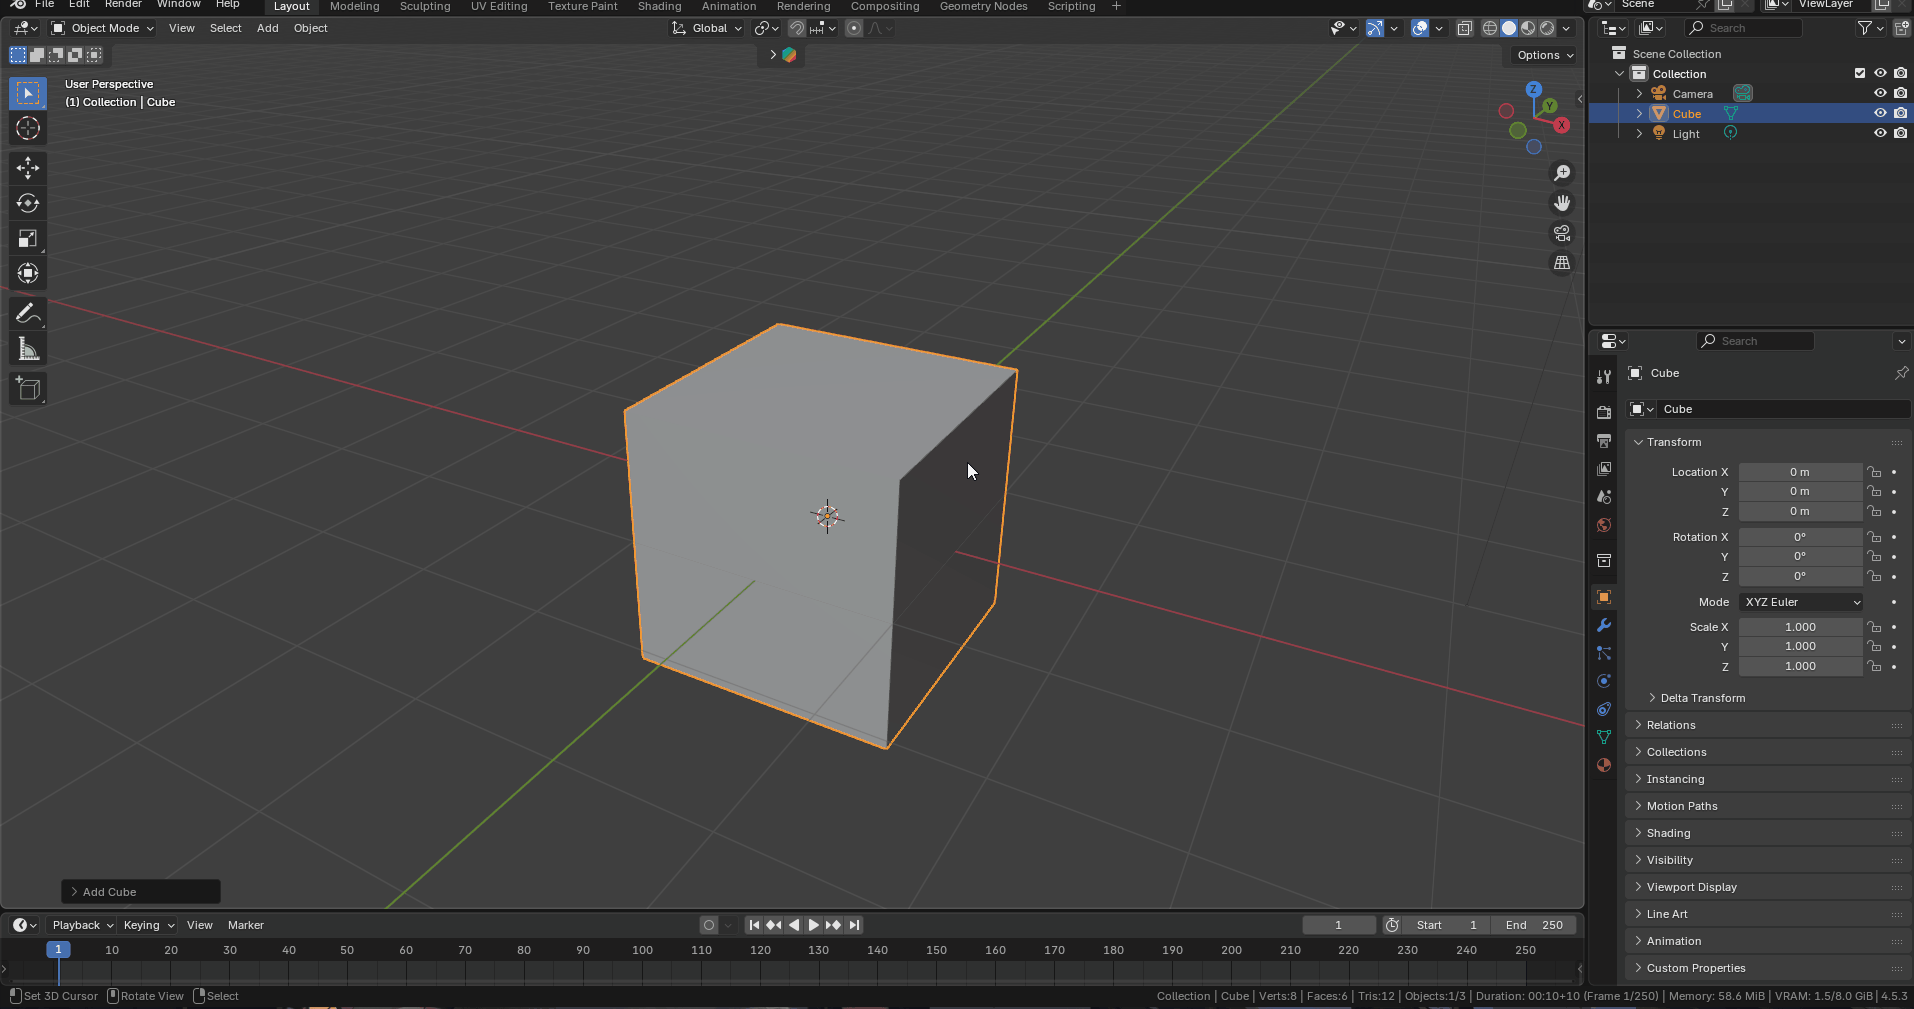 File Edit Render Window Help Layout Modeling Sculpting UV Editing Texture Paint Shading Animation Rendering Compositing Geometry Nodes Scripting + Scene ViewLayer
Object Mode View Select Add Object Global Search
Options
User Perspective
(1) Collection | Cube
Z
Y
X
Scene Collection
Collection
Camera
Cube
Light
Search
Cube
Cube
Transform
Location X 0 m
Y 0 m
Z 0 m
Rotation X 0°
Y 0°
Z 0°
Mode XYZ Euler
Scale X 1.000
Y 1.000
Z 1.000
Delta Transform
Relations
Collections
Instancing
Motion Paths
Shading
Visibility
Viewport Display
Line Art
Animation
Custom Properties
Add Cube
Playback Keying View Marker 1 Start 1 End 250
1 10 20 30 40 50 60 70 80 90 100 110 120 130 140 150 160 170 180 190 200 210 220 230 240 250
Set 3D Cursor Rotate View Select Collection | Cube | Verts:8 | Faces:6 | Tris:12 | Objects:1/3 | Duration: 00:10+10 (Frame 1/250) | Memory: 58.6 MiB | VRAM: 1.5/8.0 GiB | 4.5.3